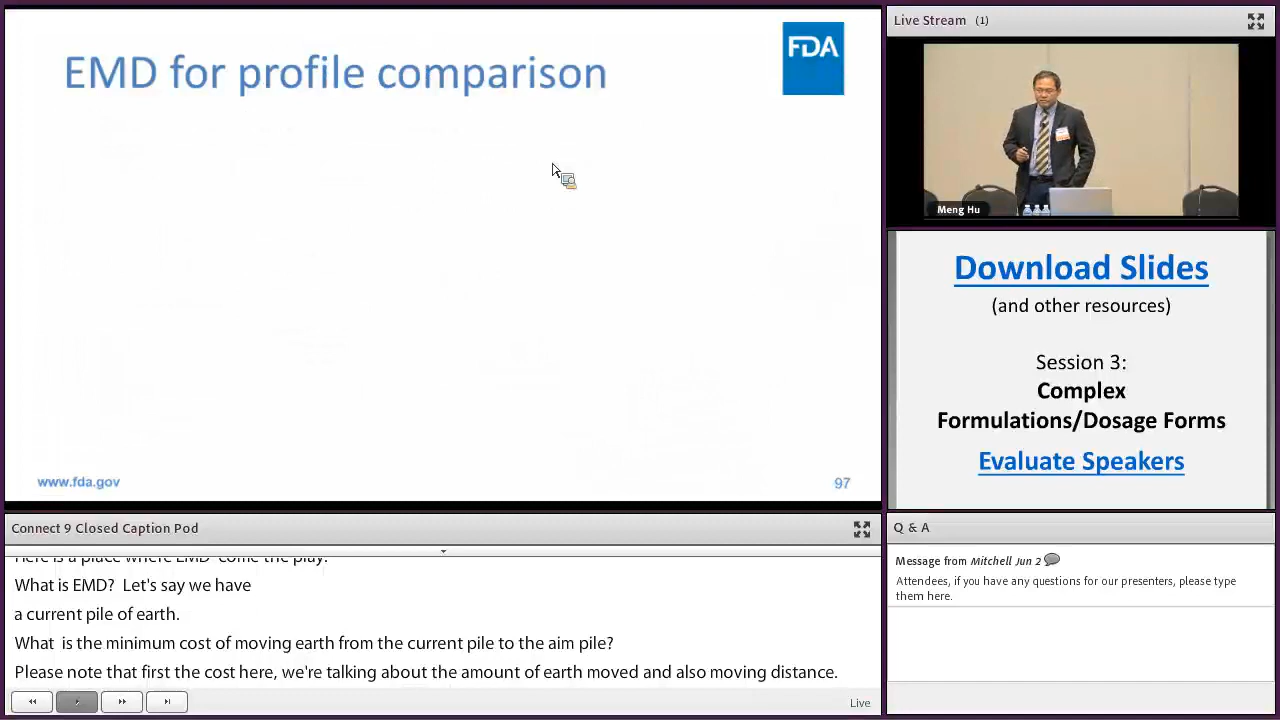 EMD for profile comparison
FDA
www.fda.gov
97
Live Stream (1)
Meng Hu
Download Slides
(and other resources)
Session 3:
Complex
Formulations/Dosage Forms
Evaluate Speakers
Connect 9 Closed Caption Pod
Here is a place where EMD come the play.
What is EMD? Let's say we have
a current pile of earth.
What is the minimum cost of moving earth from the current pile to the aim pile?
Please note that first the cost here, we're talking about the amount of earth moved and also moving distance.
Live
Q & A
Message from Mitchell Jun 2
Attendees, if you have any questions for our presenters, please type
them here.